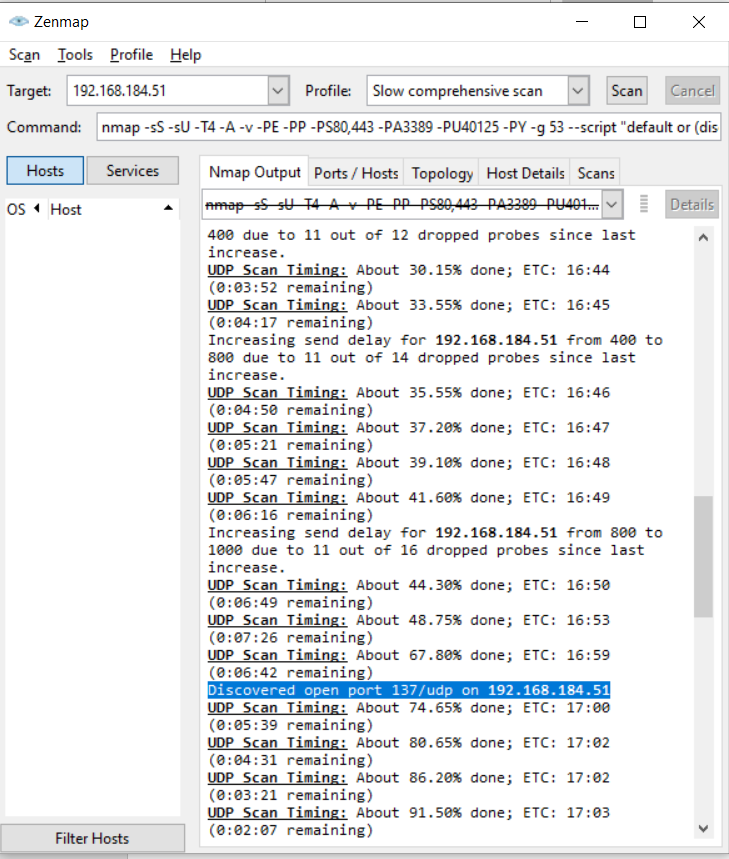 Zenmap
Scan Tools Profile Help
Target: 192.168.184.51 Profile: Slow comprehensive scan Scan Cancel
Command: nmap -sS -sU -T4 -A -v -PE -PP -PS80,443 -PA3389 -PU40125 -PY -g 53 --script "default or (dis
Hosts Services
Nmap Output Ports / Hosts Topology Host Details Scans
OS Host
nmap -sS -sU -T4 -A -v -PE -PP -PS80,443 -PA3389 -PU401... Details
400 due to 11 out of 12 dropped probes since last
increase.
UDP Scan Timing: About 30.15% done; ETC: 16:44
(0:03:52 remaining)
UDP Scan Timing: About 33.55% done; ETC: 16:45
(0:04:17 remaining)
Increasing send delay for 192.168.184.51 from 400 to
800 due to 11 out of 14 dropped probes since last
increase.
UDP Scan Timing: About 35.55% done; ETC: 16:46
(0:04:50 remaining)
UDP Scan Timing: About 37.20% done; ETC: 16:47
(0:05:21 remaining)
UDP Scan Timing: About 39.10% done; ETC: 16:48
(0:05:47 remaining)
UDP Scan Timing: About 41.60% done; ETC: 16:49
(0:06:16 remaining)
Increasing send delay for 192.168.184.51 from 800 to
1000 due to 11 out of 16 dropped probes since last
increase.
UDP Scan Timing: About 44.30% done; ETC: 16:50
(0:06:49 remaining)
UDP Scan Timing: About 48.75% done; ETC: 16:53
(0:07:26 remaining)
UDP Scan Timing: About 67.80% done; ETC: 16:59
(0:06:42 remaining)
Discovered open port 137/udp on 192.168.184.51
UDP Scan Timing: About 74.65% done; ETC: 17:00
(0:05:39 remaining)
UDP Scan Timing: About 80.65% done; ETC: 17:02
(0:04:31 remaining)
UDP Scan Timing: About 86.20% done; ETC: 17:02
(0:03:21 remaining)
UDP Scan Timing: About 91.50% done; ETC: 17:03
(0:02:07 remaining)
Filter Hosts